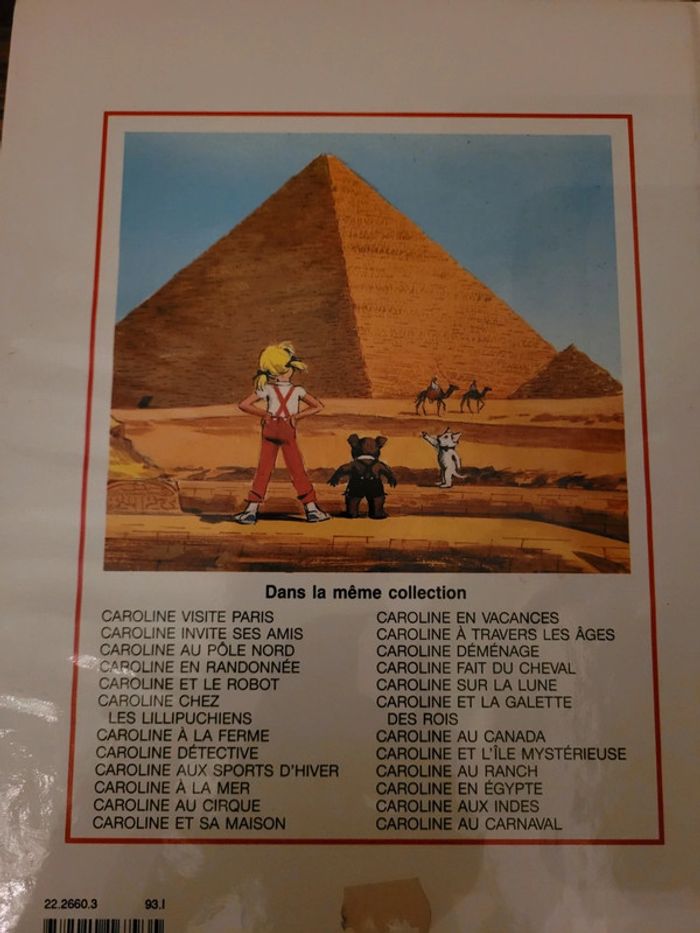 Dans la même collection
CAROLINE VISITE PARIS
CAROLINE INVITE SES AMIS
CAROLINE AU PÔLE NORD
CAROLINE EN RANDONNÉE
CAROLINE ET LE ROBOT
CAROLINE CHEZ
LES LILLIPUCHIENS
CAROLINE À LA FERME
CAROLINE DÉTECTIVE
CAROLINE AUX SPORTS D'HIVER
CAROLINE À LA MER
CAROLINE AU CIRQUE
CAROLINE ET SA MAISON
CAROLINE EN VACANCES
CAROLINE À TRAVERS LES ÂGES
CAROLINE DÉMÉNAGE
CAROLINE FAIT DU CHEVAL
CAROLINE SUR LA LUNE
CAROLINE ET LA GALETTE
DES ROIS
CAROLINE AU CANADA
CAROLINE ET L'ÎLE MYSTÉRIEUSE
CAROLINE AU RANCH
CAROLINE EN ÉGYPTE
CAROLINE AUX INDES
CAROLINE AU CARNAVAL
22.2660.3 93.I